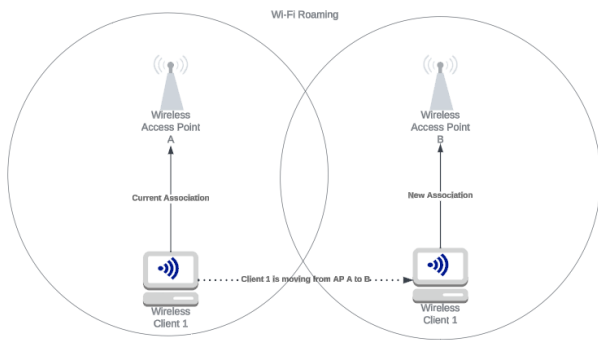 Wi-Fi Roaming
Wireless
Access Point
A
Wireless
Access Point
B
Current Association
New Association
Client 1 is moving from AP A to B
Wireless
Client 1
Wireless
Client 1